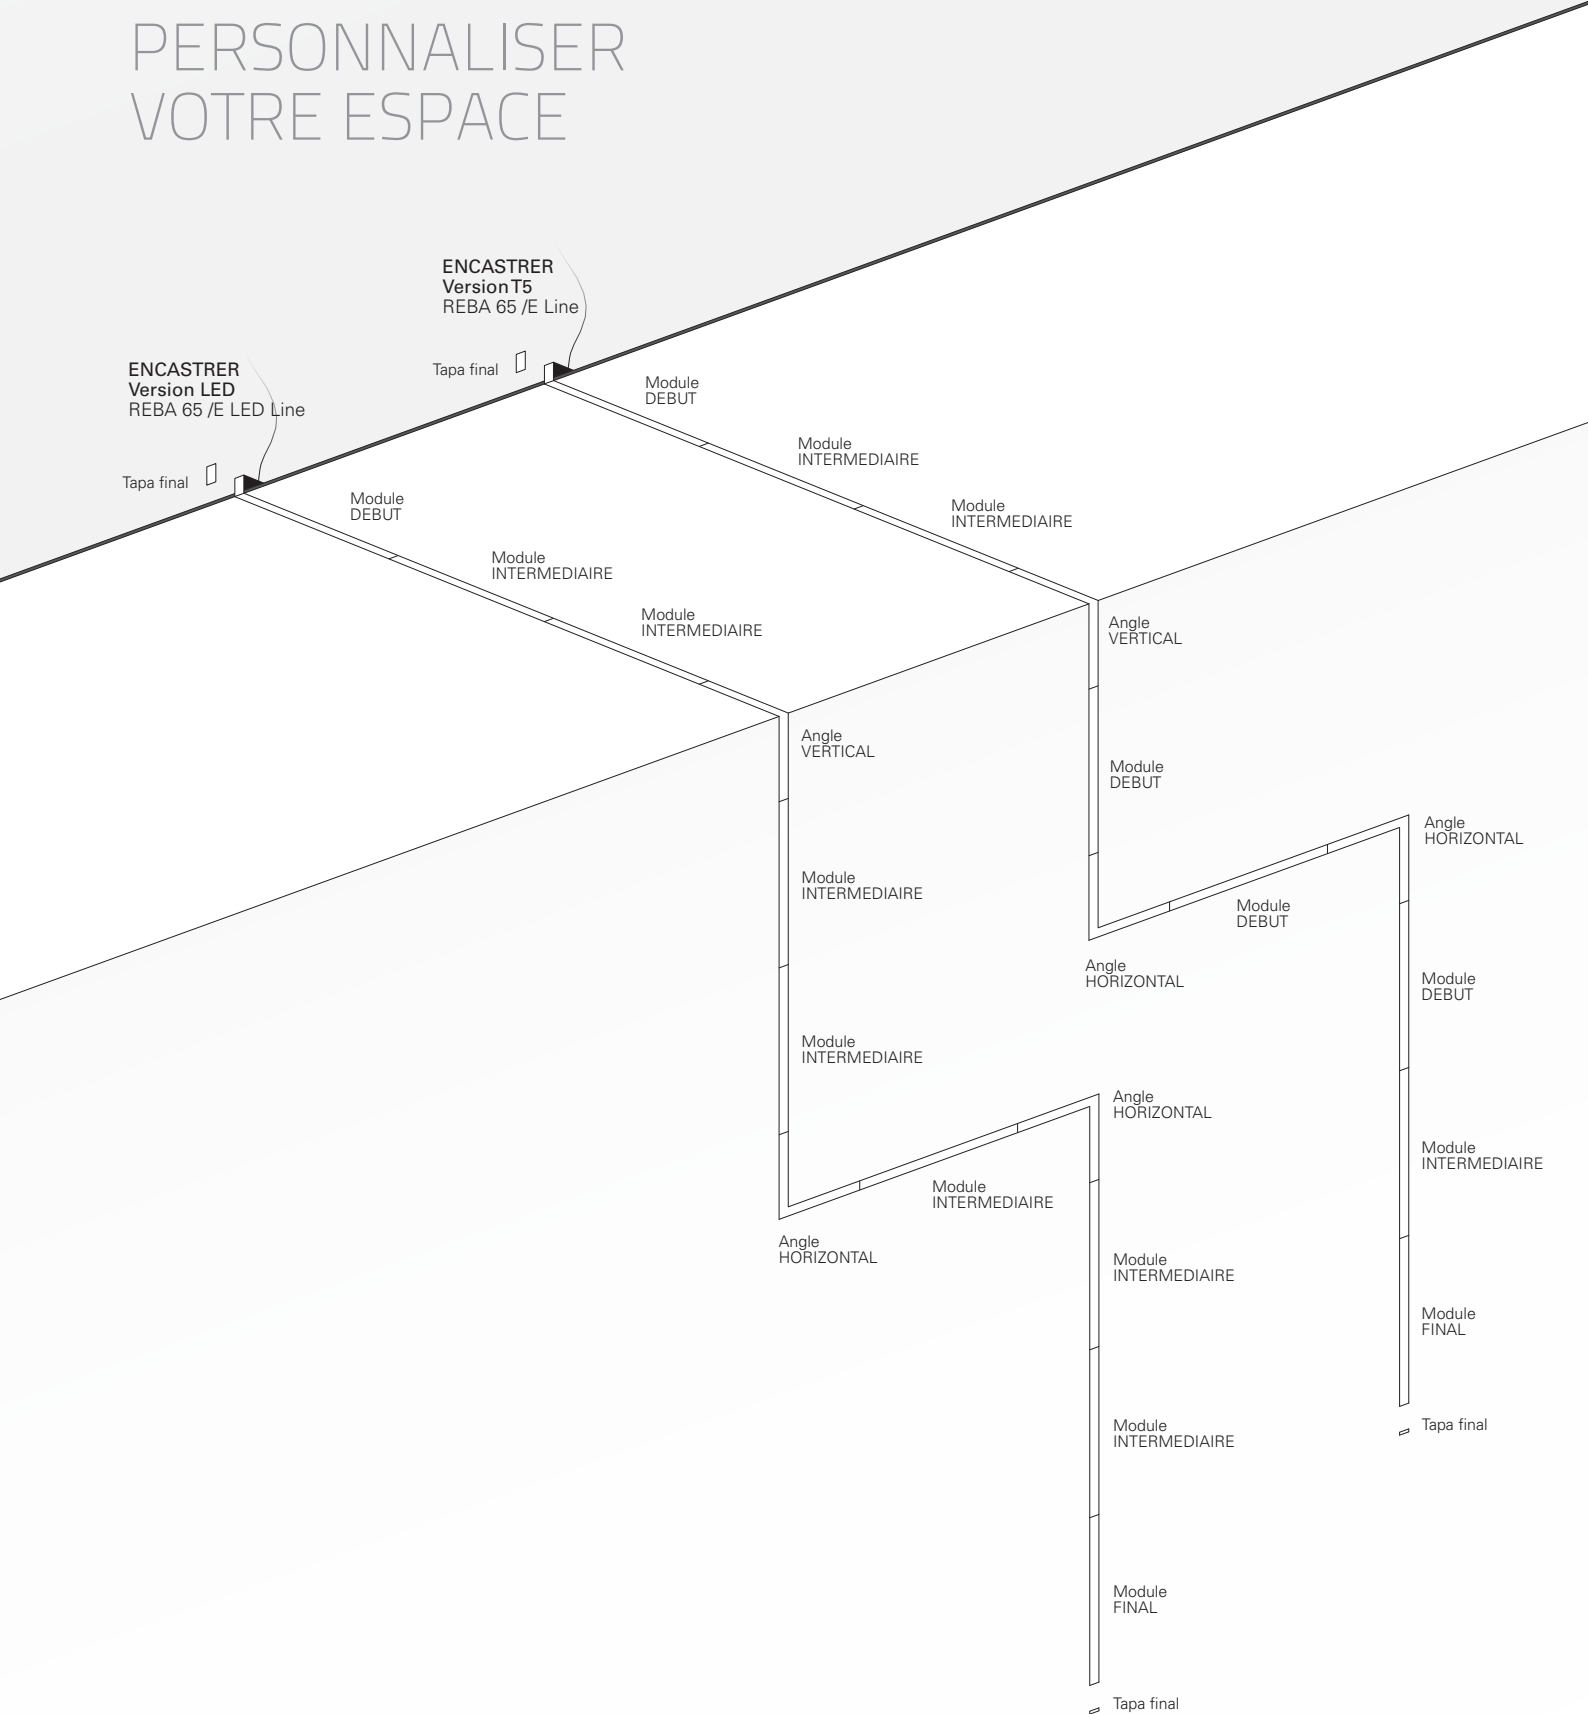 PERSONNALISER
VOTRE ESPACE
ENCASTRER
Version T5
REBA 65 /E Line
Tapa final
Module
DEBUT
Module
INTERMEDIAIRE
Module
INTERMEDIAIRE
Angle
VERTICAL
Module
DEBUT
Angle
HORIZONTAL
Module
DEBUT
Angle
HORIZONTAL
Module
DEBUT
Module
INTERMEDIAIRE
Module
FINAL
Tapa final
ENCASTRER
Version LED
REBA 65 /E LED Line
Tapa final
Module
DEBUT
Module
INTERMEDIAIRE
Module
INTERMEDIAIRE
Angle
VERTICAL
Module
INTERMEDIAIRE
Module
INTERMEDIAIRE
Angle
HORIZONTAL
Module
INTERMEDIAIRE
Angle
HORIZONTAL
Module
INTERMEDIAIRE
Module
INTERMEDIAIRE
Module
FINAL
Tapa final